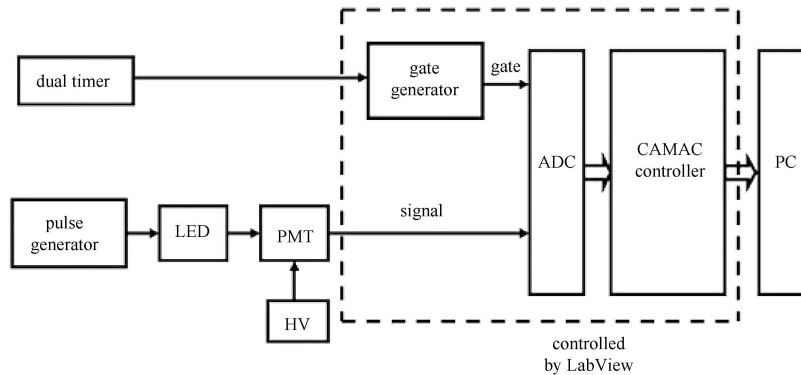 dual timer
gate
generator
gate
ADC
CAMAC
controller
PC
pulse
generator
LED
PMT
signal
HV
controlled
by LabView